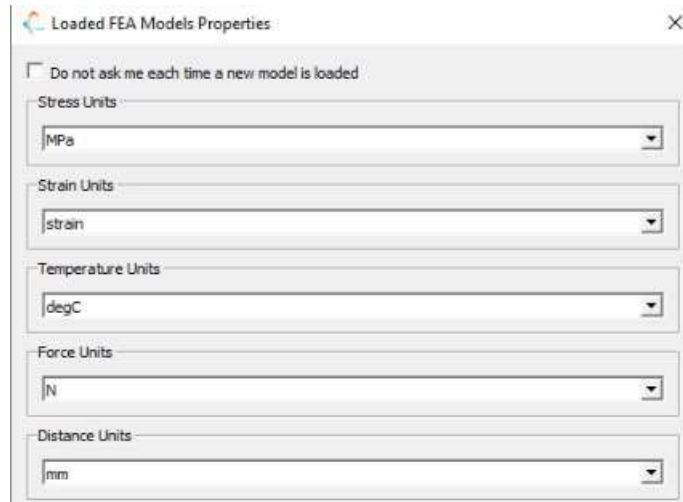 Loaded FEA Models Properties
Do not ask me each time a new model is loaded
Stress Units
MPa
Strain Units
strain
Temperature Units
degC
Force Units
N
Distance Units
mm